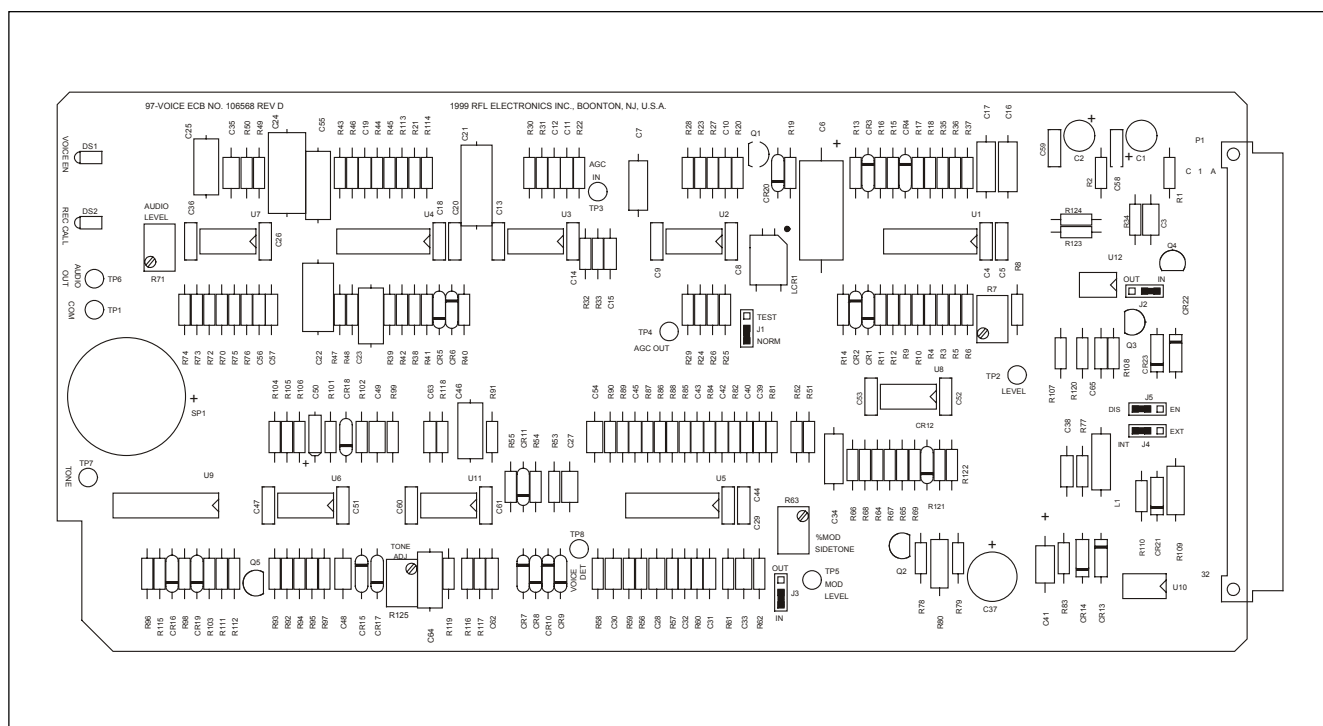 97-VOICE ECB NO. 106568 REV D
1999 RFL ELECTRONICS INC., BOONTON, NJ, U.S.A.
VOICE EN
DS1
REC CALL
DS2
AUDIO OUT
TP6
COM
TP1
SP1
+
TONE
TP7
C25 C35 R50 R49 C24 C55 R43 R46 C19 R44 R45 R113 R21 R114 C21 R30 R31 C12 C11 R22 C7 R28 R23 R27 C10 R20 Q1 R19 C6 + R13 CR3 R16 R15 CR4 R17 R18 R35 R36 R37 C17 C16
AGC
IN
TP3
CR20
C59 C2 + R2 C58 + C1 R1
P1
C 1 A
AUDIO
LEVEL
R71
C36 U7 C26 U4 C18 C20 C13 U3 C14 C9 U2 C8 LCR1 U1 C4 C5 R8
R124
R123
R34 C3
Q4
U12
OUT IN
J2
Q3
CR22
R32 R33 C15
TP4
AGC OUT
TEST
J1
NORM
R7
R74 R73 R72 R70 R75 R76 C56 C57 C22 R47 R48 C23 R39 R42 R38 R41 CR5 CR6 R40
R29 R24 R26 R25
R14 CR2 CR1 R11 R12 R9 R10 R4 R3 R5 R6
TP2
LEVEL
R107 R120 C65 R108 CR23
R104 R105 R106 C50 R101 CR18 R102 C49 R99 C63 R118 C46 R91
+
R55 CR11 R54 R53 C27
C54 R90 R89 C45 R87 R86 R88 R85 R84 C43 C42 R82 C40 C39 R81 R52 R51
C53 U8 C52
CR12
J5
DIS EN
INT EXT
J4
C38 R77 L1
U9
C47 U6 C51 C60 U11 C61 U5 C44 C29
R63
%MOD
SIDETONE
C34 R66 R68 R64 R67 R65 R69 R121 R122
R110 CR21 R109
Q5
TONE
ADJ
R125
VOICE
DET
TP8
OUT
J3
IN
TP5
MOD
LEVEL
Q2
R78 R80 R79
+
C37
+
C41 R83 CR14 CR13
U10
32
R96 R115 CR16 R98 CR19 R103 R111 R112 R93 R92 R94 R95 R97 C48 CR15 CR17 C64 R119 R116 R117 C62 CR7 CR8 CR10 CR9 R58 C30 R59 R56 C28 R57 C32 R60 C31 R61 C33 R62